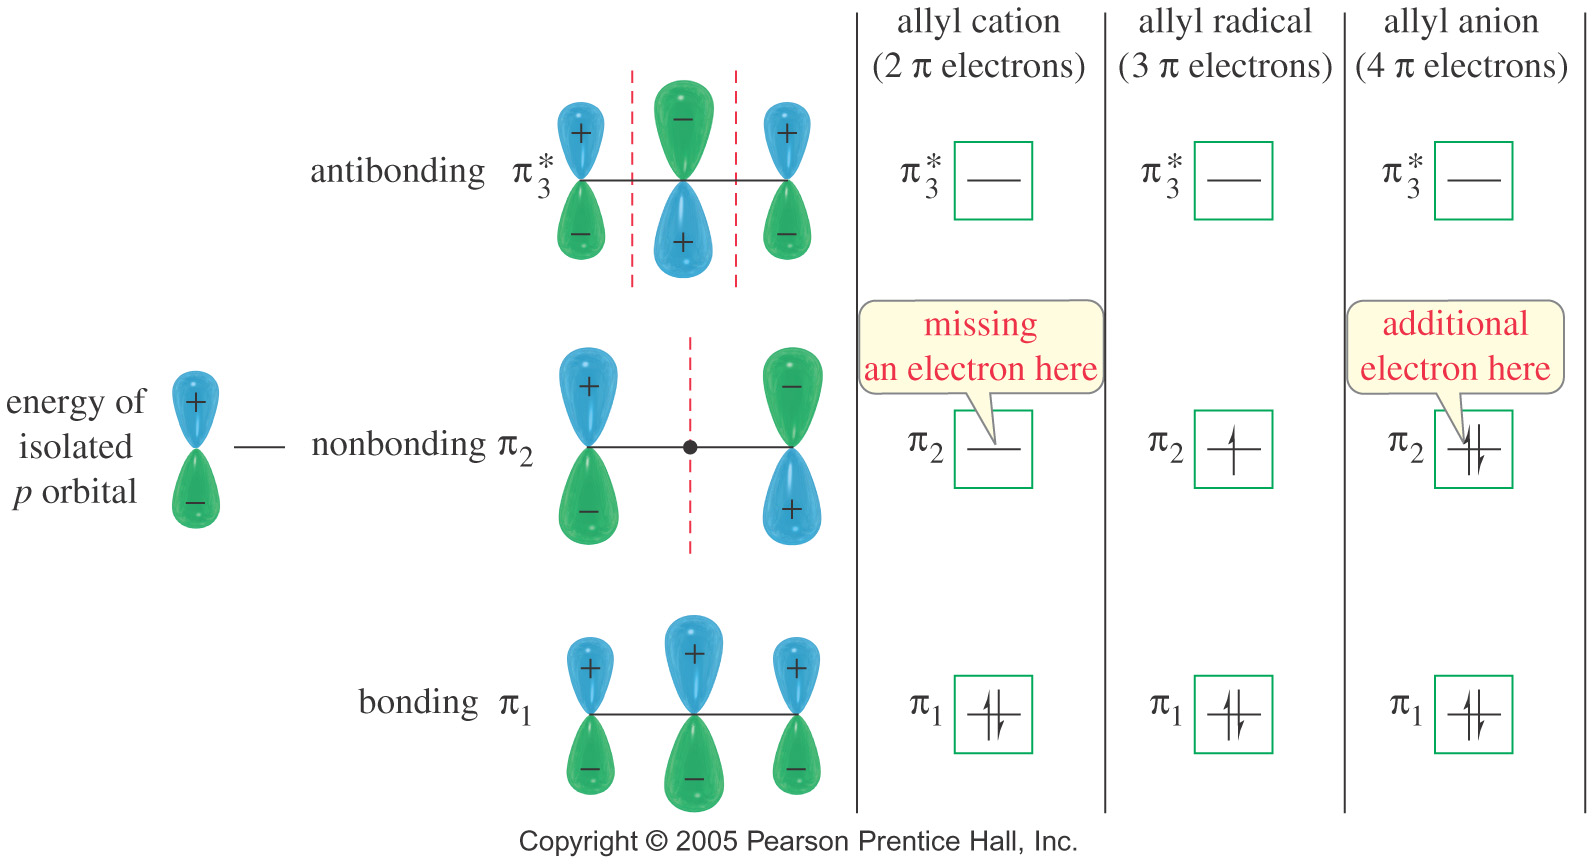 allyl cation
(2 π electrons)
allyl radical
(3 π electrons)
allyl anion
(4 π electrons)
antibonding π3*
+ − +
− + −
π3*
π3*
π3*
missing
an electron here
additional
electron here
energy of
isolated
p orbital
+
−
nonbonding π2
+ −
− +
π2
π2
π2
bonding π1
+ + +
− − −
π1
π1
π1
Copyright © 2005 Pearson Prentice Hall, Inc.